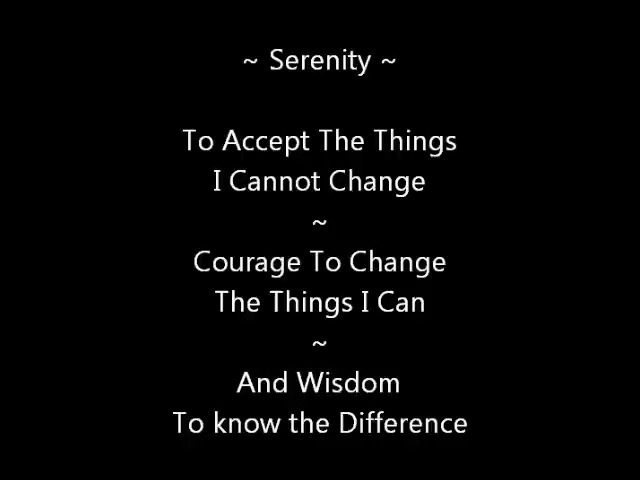 ~ Serenity ~
To Accept The Things
I Cannot Change
~
Courage To Change
The Things I Can
~
And Wisdom
To know the Difference